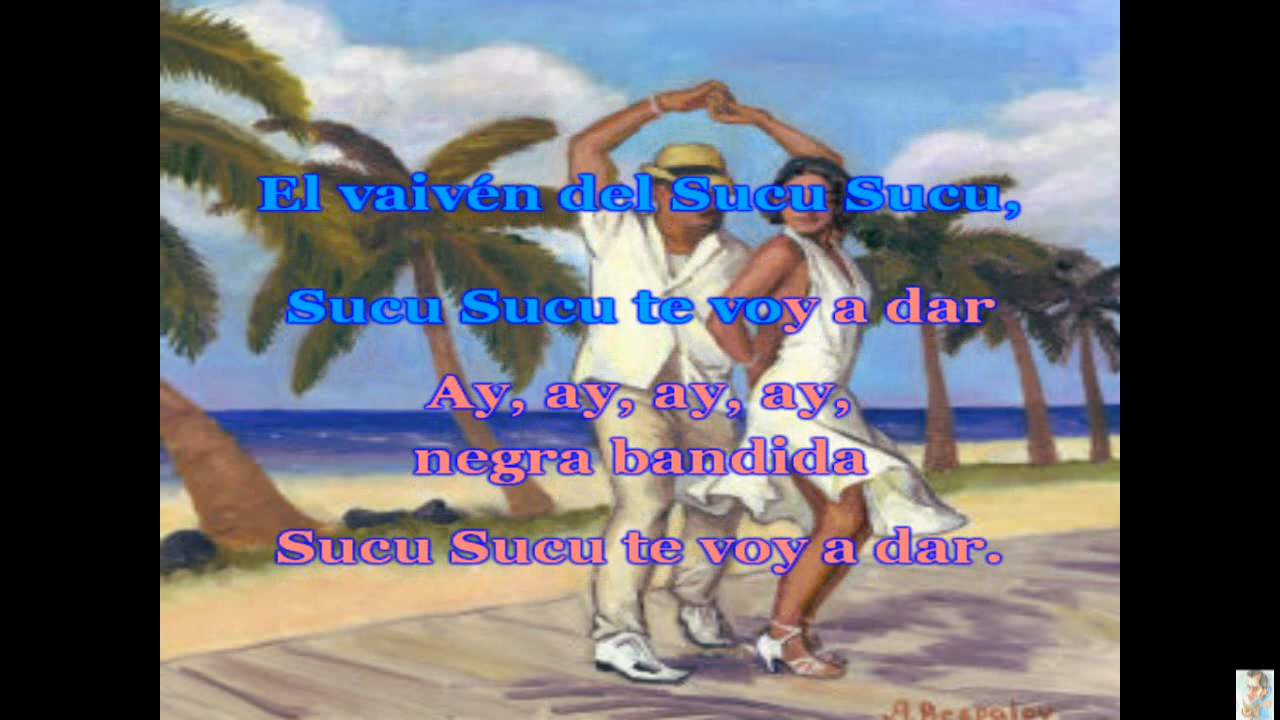 El vaivén del Sucu Sucu,
Sucu Sucu te voy a dar
Ay, ay, ay, ay,
negra bandida
Sucu Sucu te voy a dar.
A. Bespalov